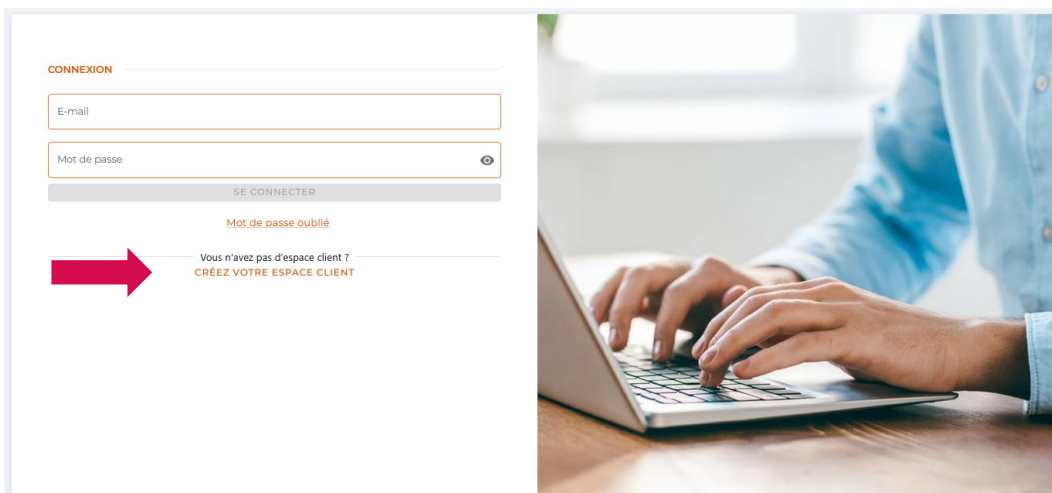 CONNEXION
E-mail
Mot de passe
SE CONNECTER
Mot de passe oublié
Vous n'avez pas d'espace client ?
CRÉEZ VOTRE ESPACE CLIENT